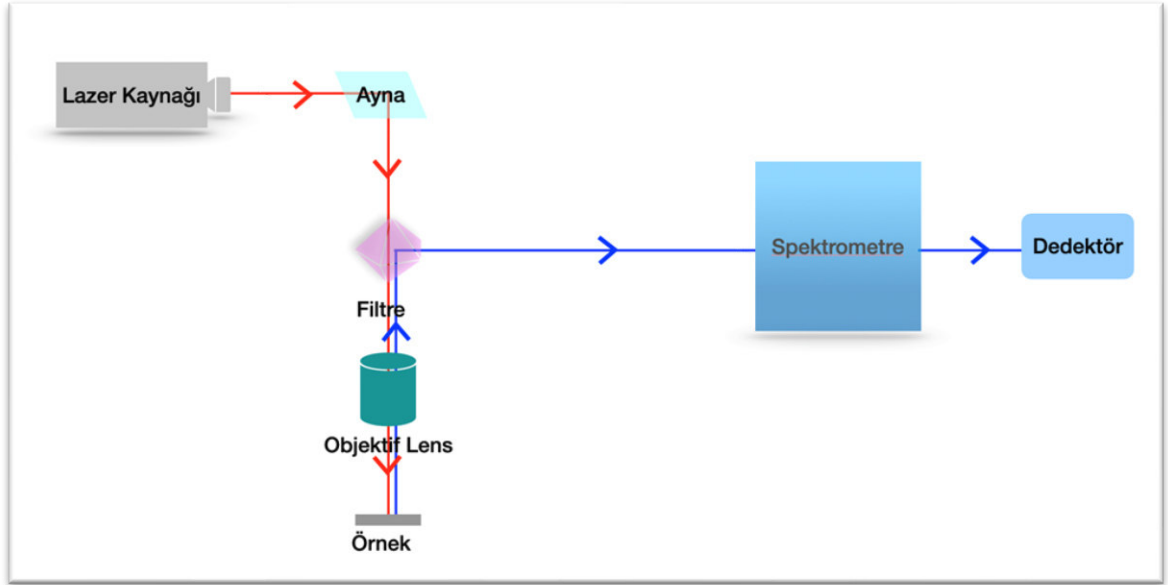 Lazer Kaynağı
Ayna
Filtre
Objektif Lens
Örnek
Spektrometre
Dedektör